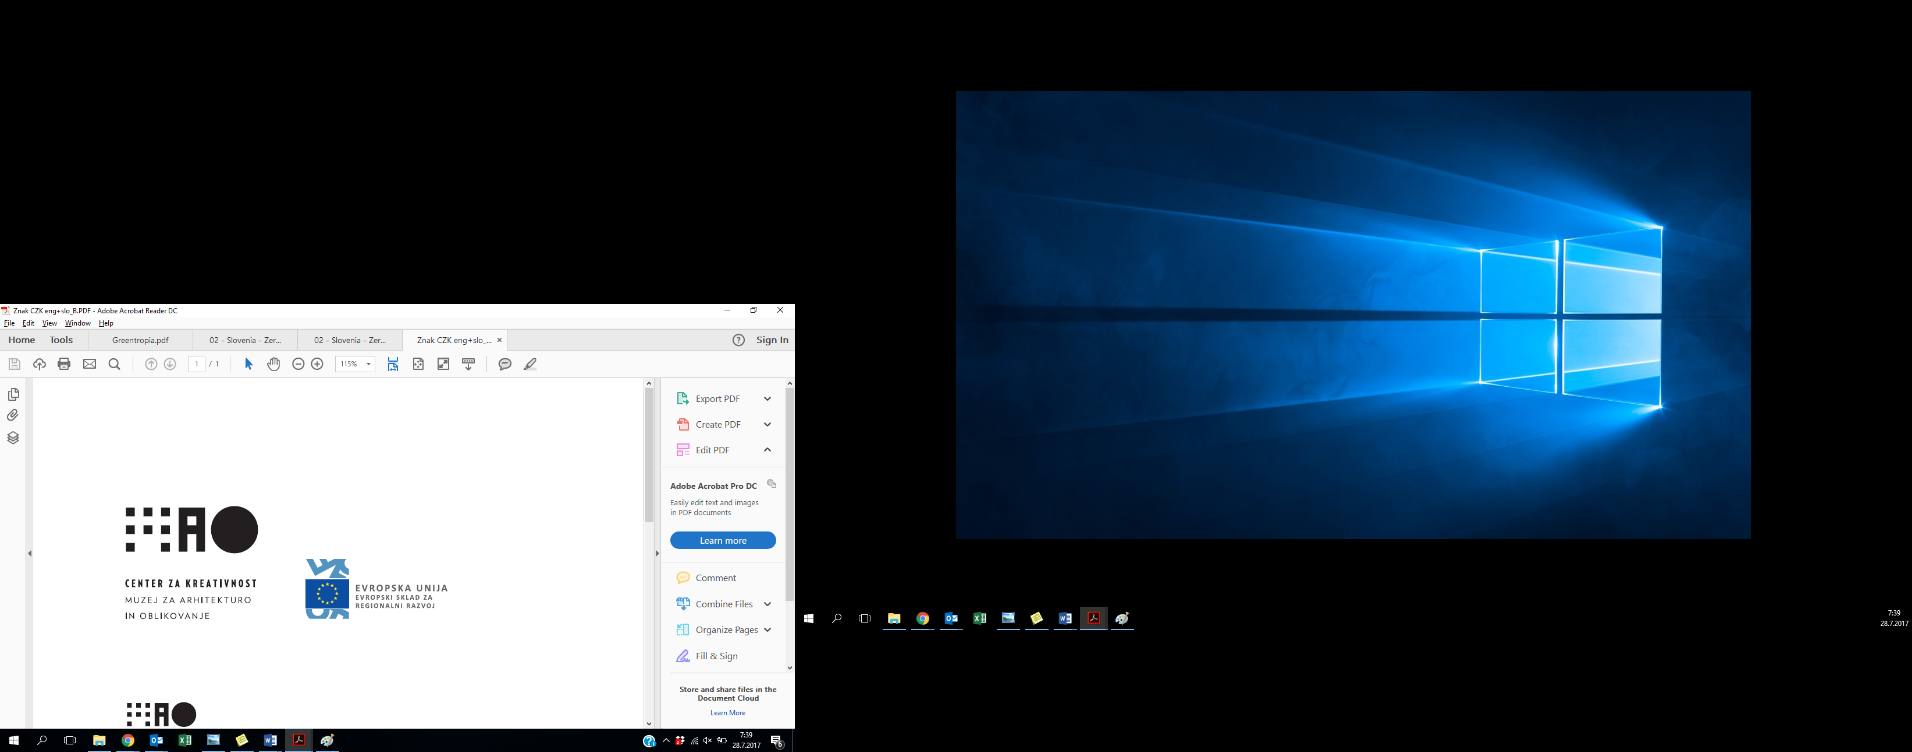 Znak CZK eng+slo_B.PDF - Adobe Acrobat Reader DC
File Edit View Window Help
Home Tools Greentropia.pdf 02 - Slovenia - Zer... 02 - Slovenia - Zer... Znak CZK eng+slo_... × Sign In
1 / 1 115%
Export PDF
Create PDF
Edit PDF
Adobe Acrobat Pro DC
Easily edit text and images
in PDF documents
Learn more
Comment
Combine Files
Organize Pages
Fill & Sign
Store and share files in the
Document Cloud
Learn More
MAO
CENTER ZA KREATIVNOST
MUZEJ ZA ARHITEKTURO
IN OBLIKOVANJE
EVROPSKA UNIJA
EVROPSKI SKLAD ZA
REGIONALNI RAZVOJ
MAO
7:39
28.7.2017
6
7:39
28.7.2017